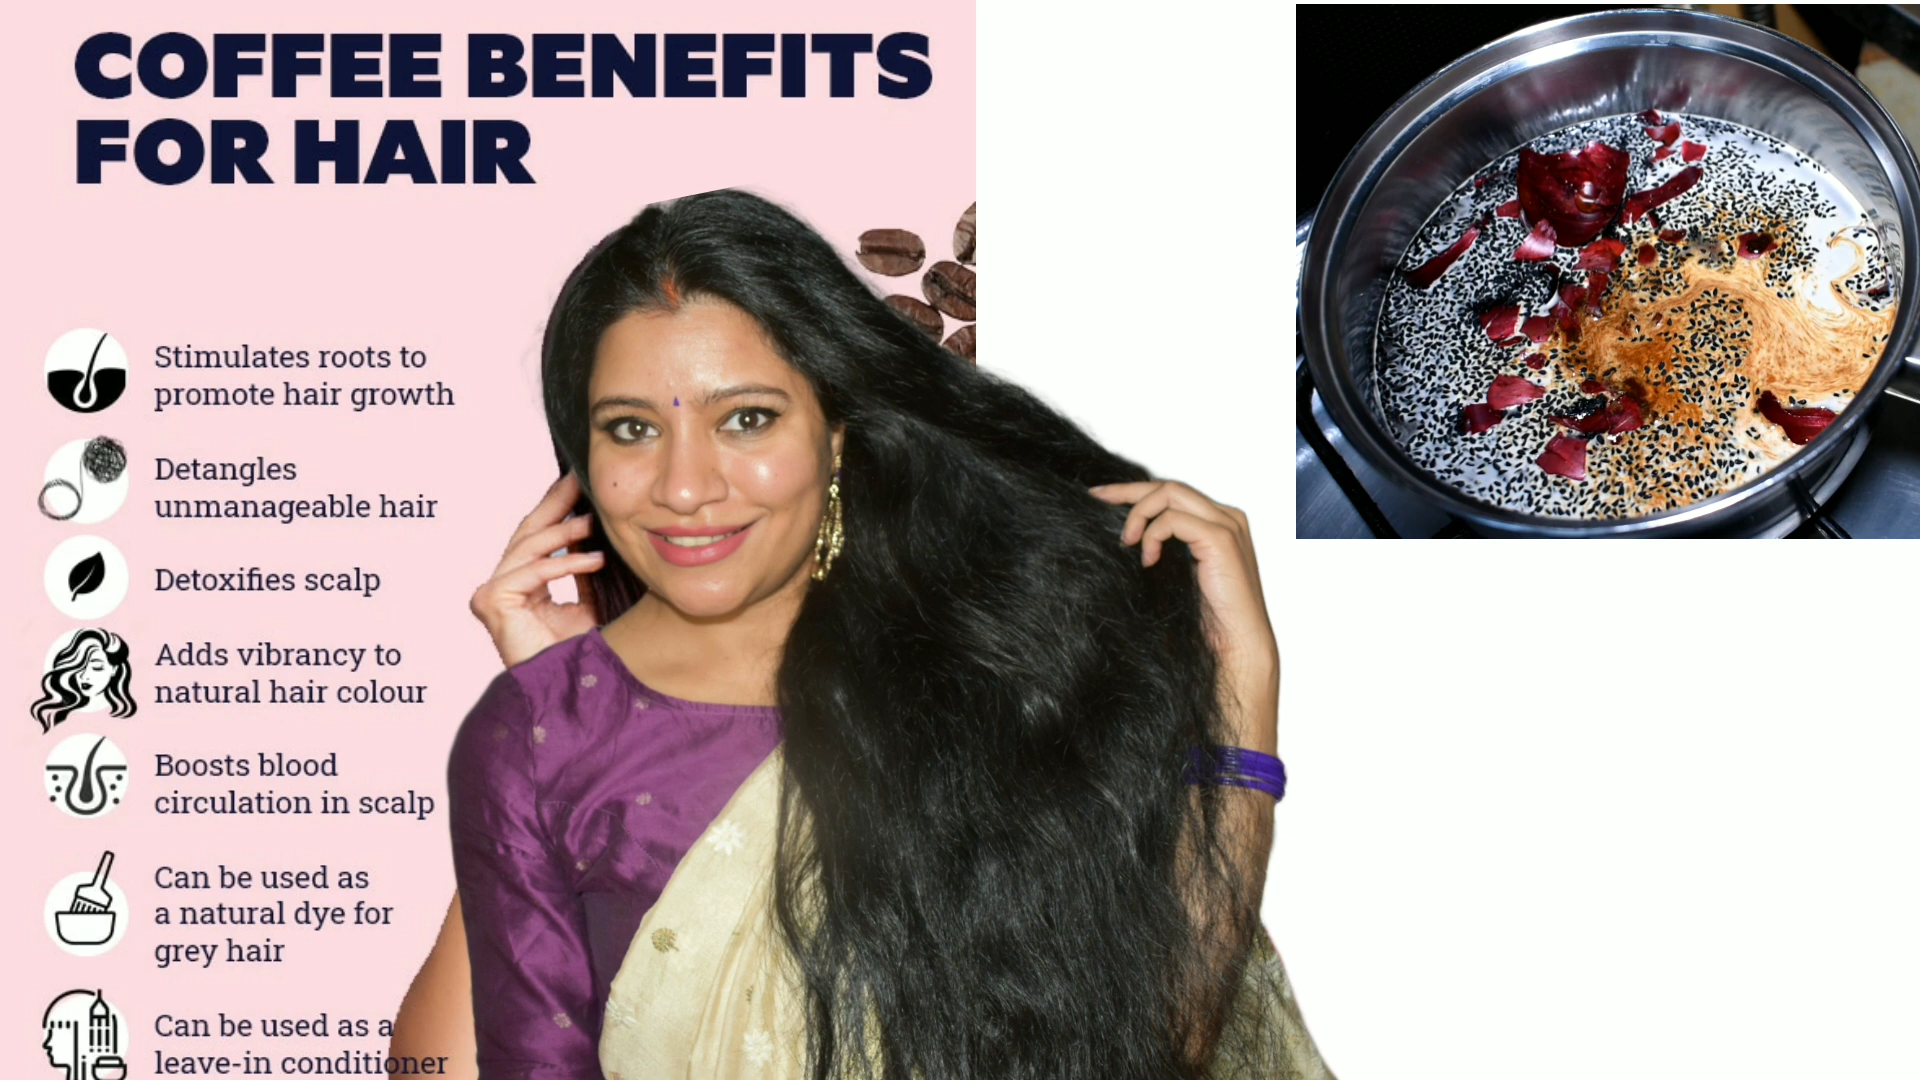 COFFEE BENEFITS
FOR HAIR
Stimulates roots to
promote hair growth
Detangles
unmanageable hair
Detoxifies scalp
Adds vibrancy to
natural hair colour
Boosts blood
circulation in scalp
Can be used as
a natural dye for
grey hair
Can be used as a
leave-in conditioner